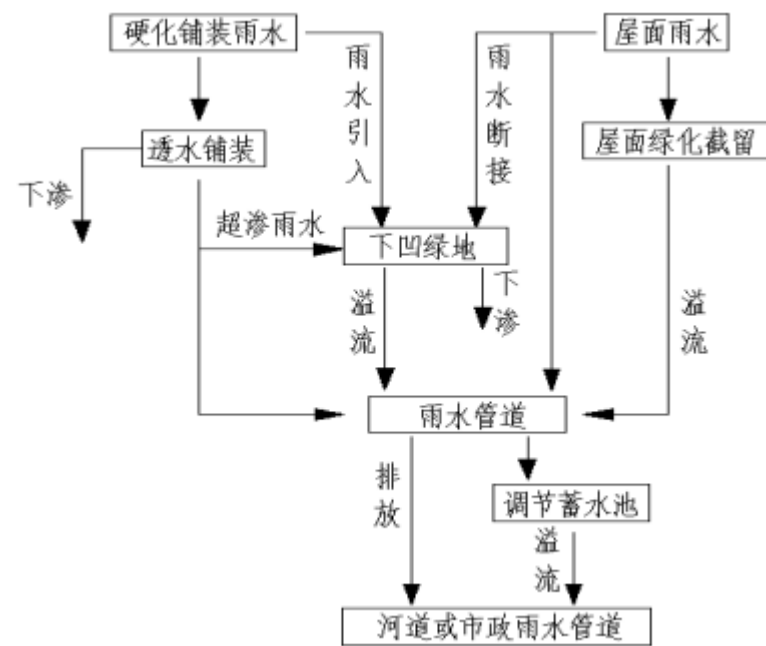 硬化铺装雨水
屋面雨水
雨水引入
雨水断接
透水铺装
屋面绿化截留
下渗
超渗雨水
下凹绿地
溢流
下渗
溢流
雨水管道
排放
调节蓄水池
溢流
河道或市政雨水管道